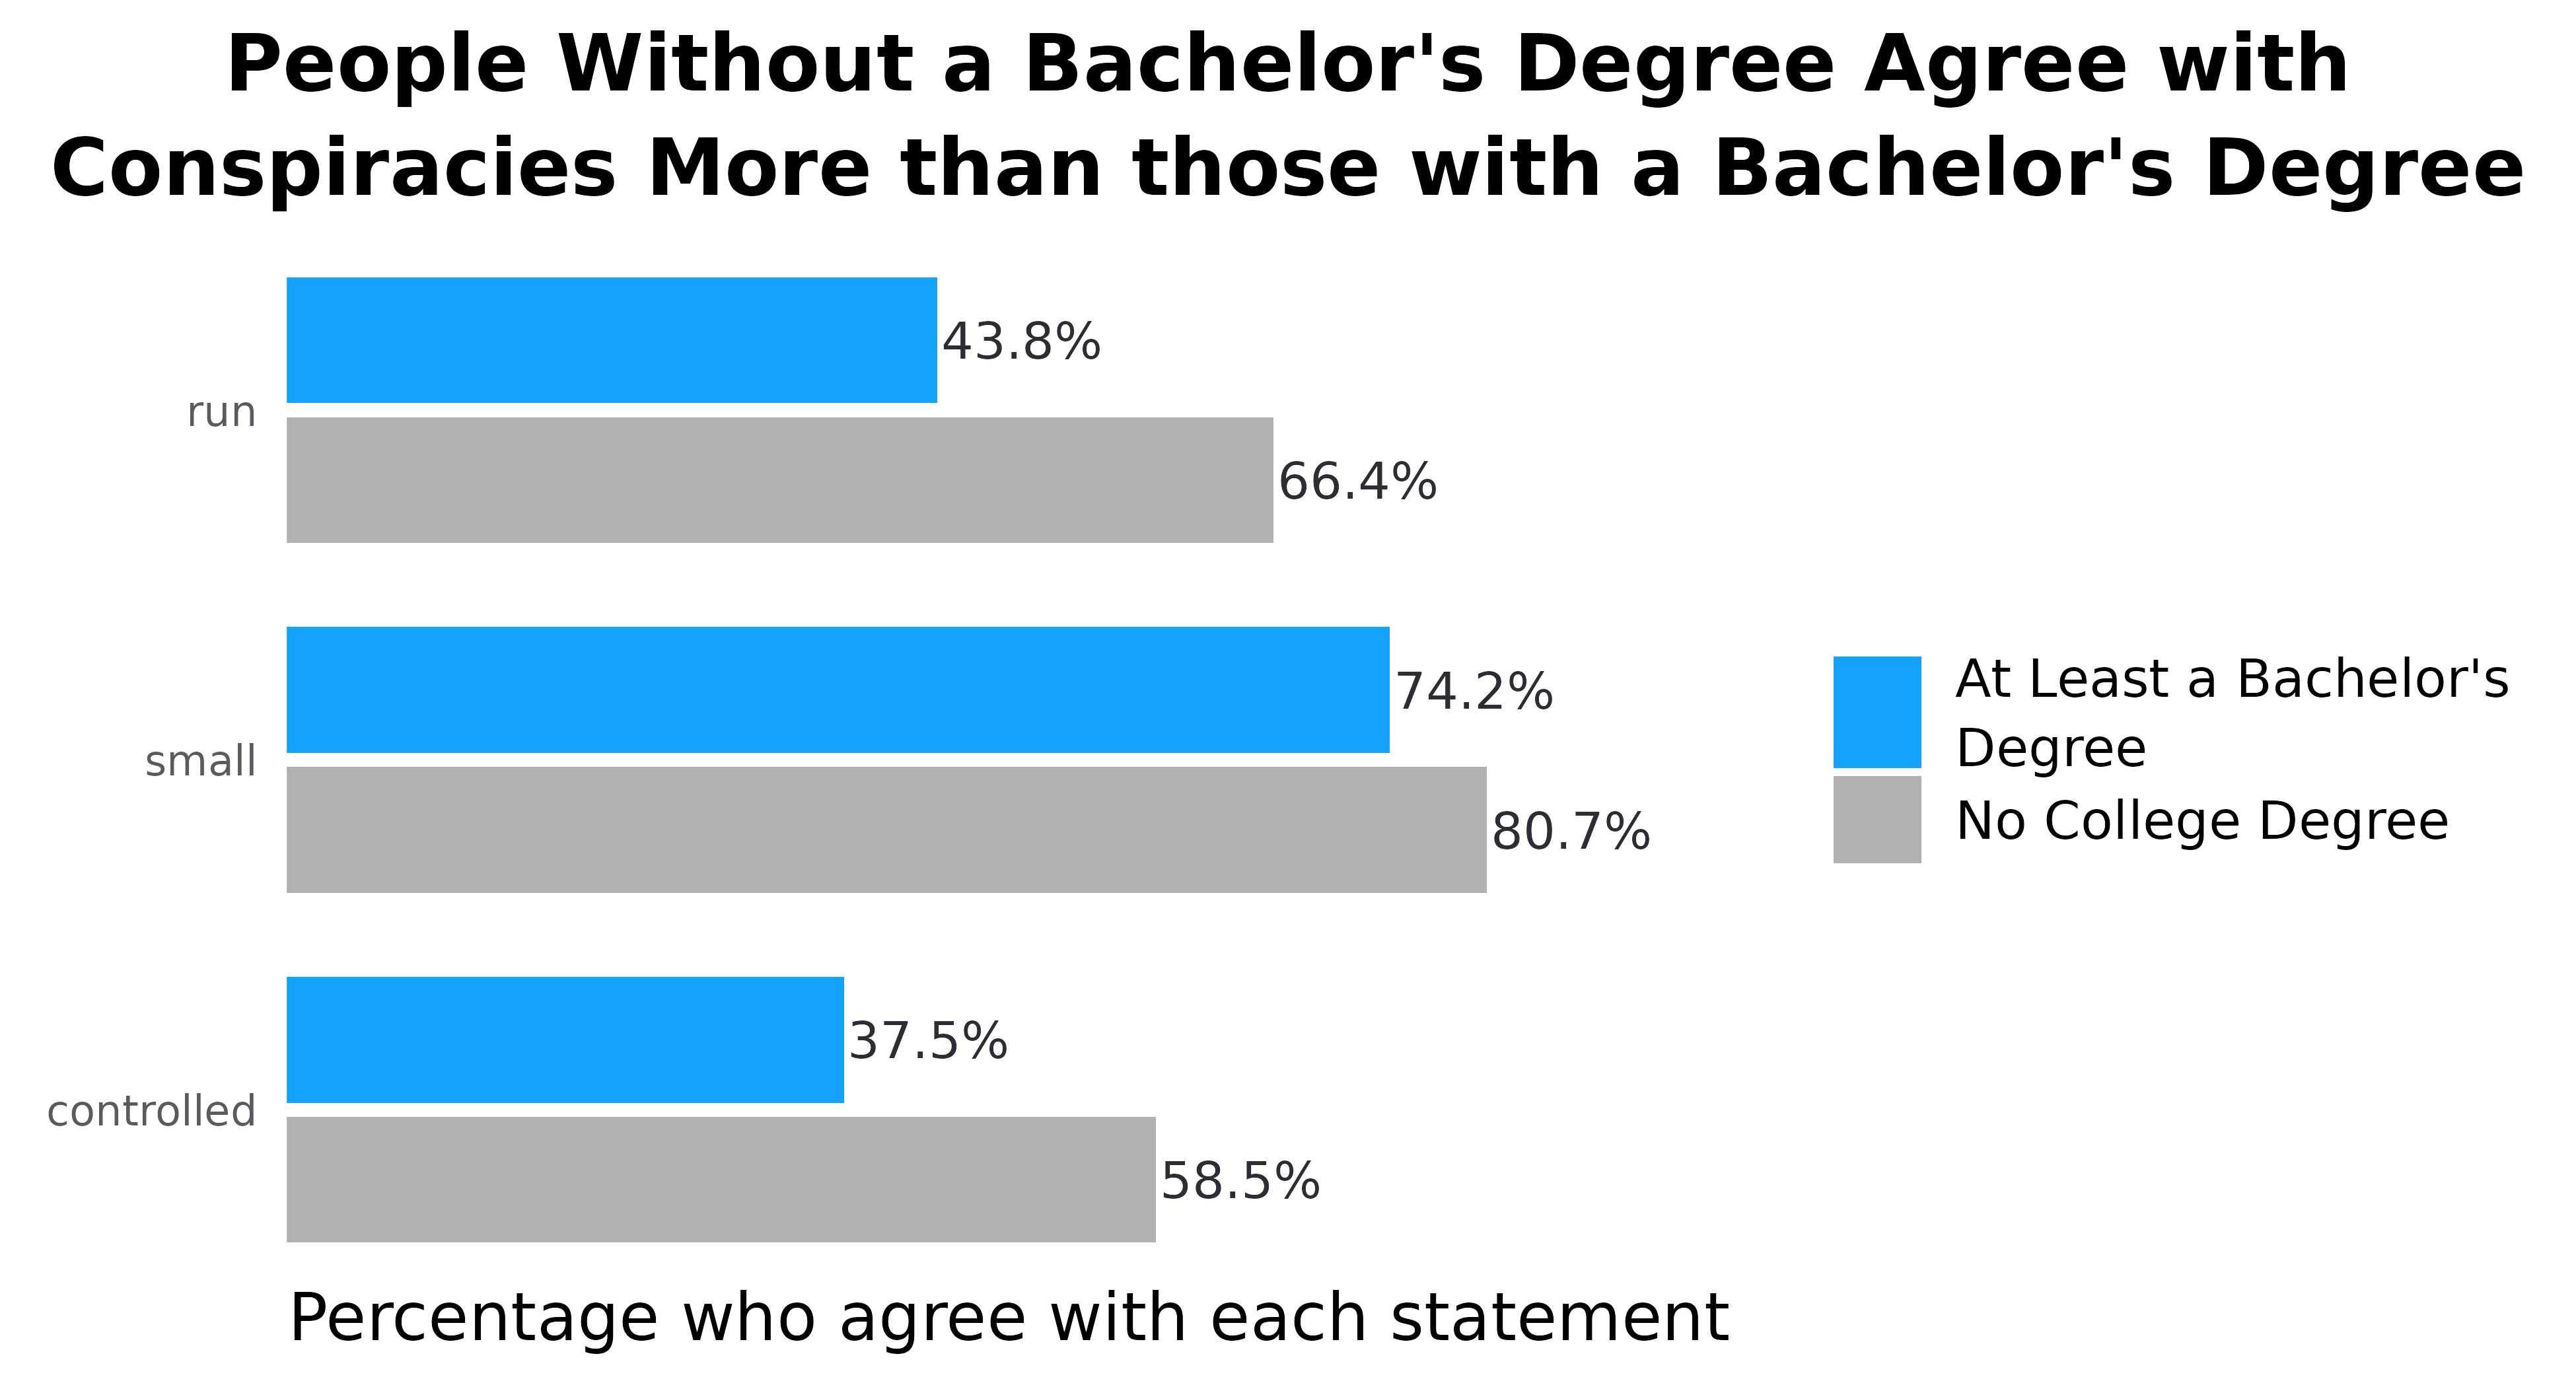 People Without a Bachelor's Degree Agree with
Conspiracies More than those with a Bachelor's Degree
run
43.8%
66.4%
small
74.2%
80.7%
controlled
37.5%
58.5%
At Least a Bachelor's
Degree
No College Degree
Percentage who agree with each statement